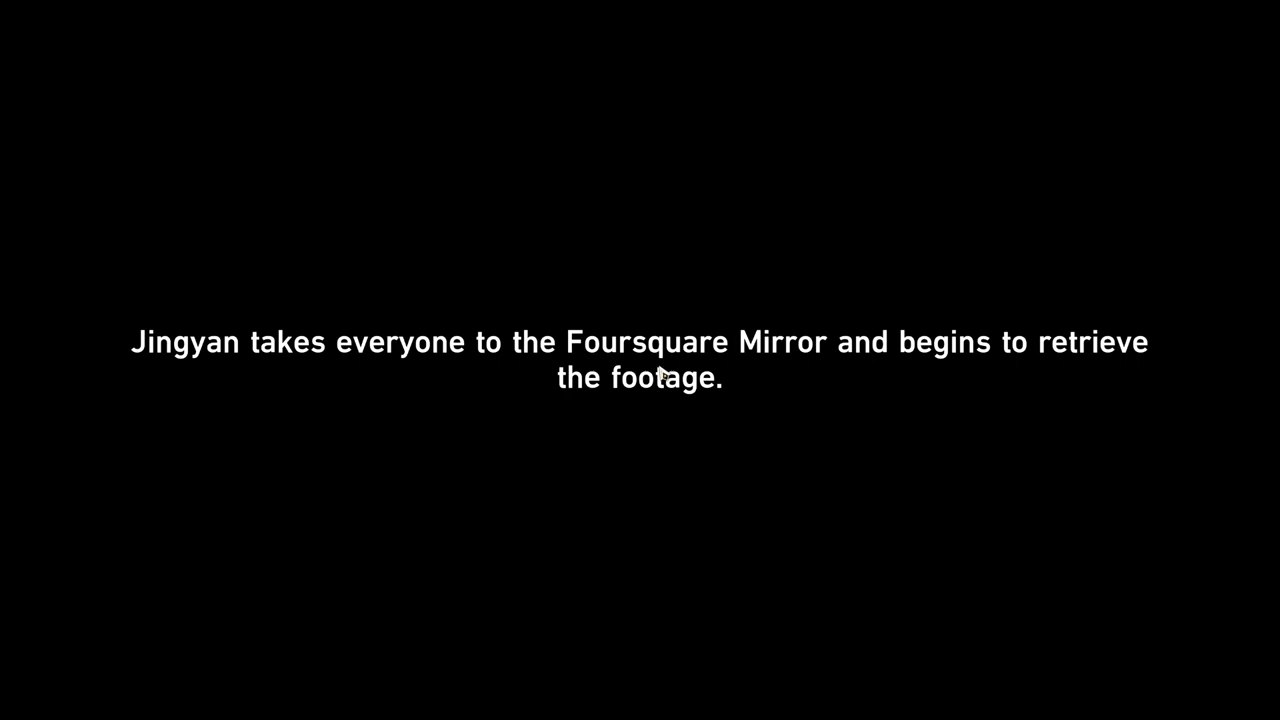 Jingyan takes everyone to the Foursquare Mirror and begins to retrieve
the footage.